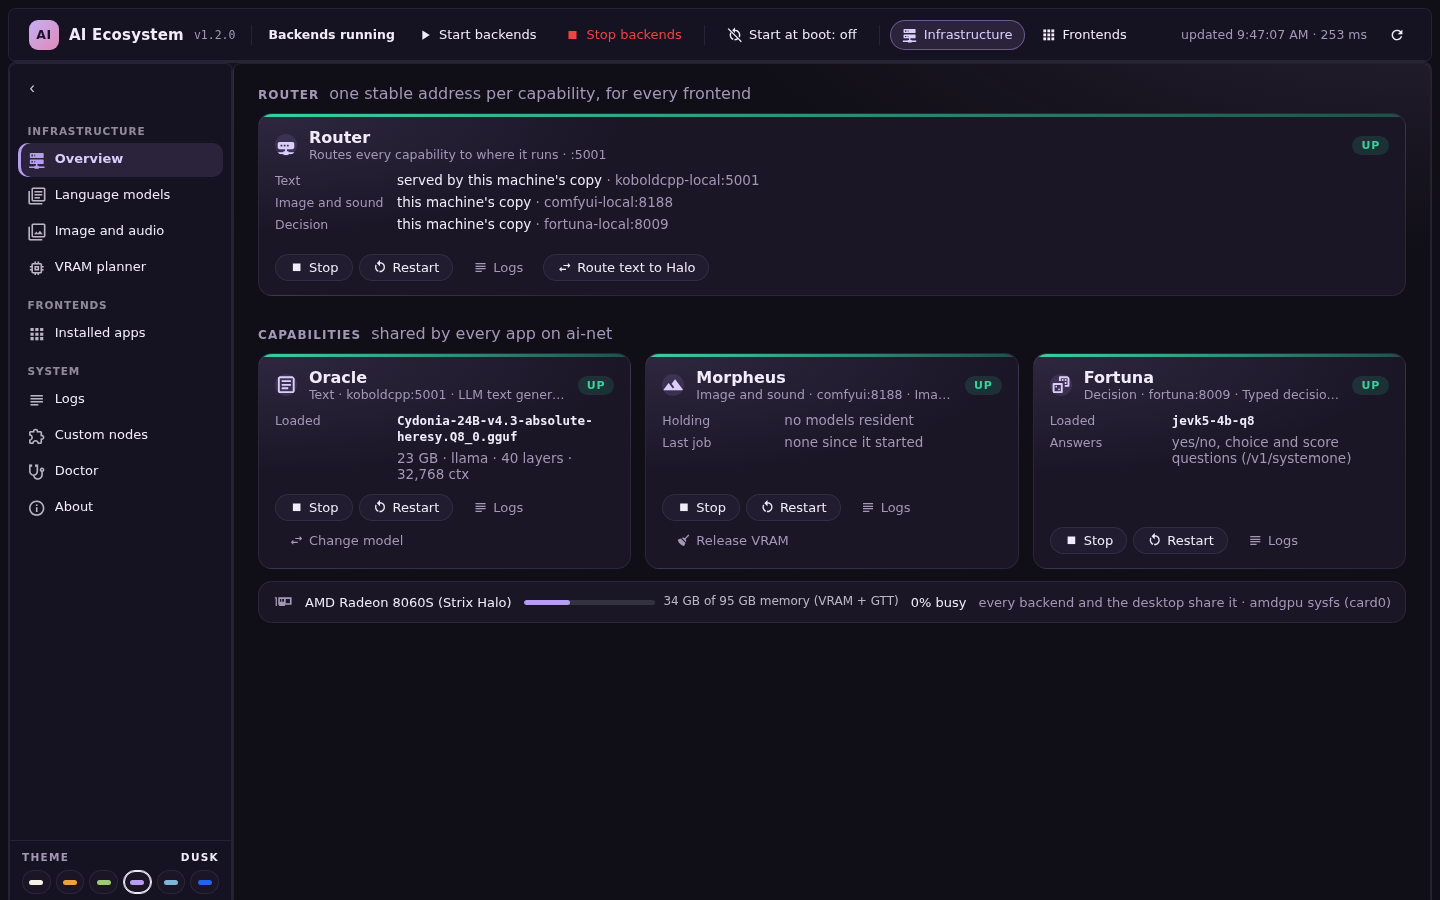 AI AI Ecosystem v1.2.0 Backends running Start backends Stop backends Start at boot: off Infrastructure Frontends updated 9:47:07 AM · 253 ms
‹
INFRASTRUCTURE
Overview
Language models
Image and audio
VRAM planner
FRONTENDS
Installed apps
SYSTEM
Logs
Custom nodes
Doctor
About
THEME DUSK
ROUTER one stable address per capability, for every frontend
Router
Routes every capability to where it runs · :5001
UP
Text served by this machine's copy · koboldcpp-local:5001
Image and sound this machine's copy · comfyui-local:8188
Decision this machine's copy · fortuna-local:8009
Stop Restart Logs Route text to Halo
CAPABILITIES shared by every app on ai-net
Oracle
Text · koboldcpp:5001 · LLM text gener…
UP
Loaded Cydonia-24B-v4.3-absolute-
heresy.Q8_0.gguf
23 GB · llama · 40 layers ·
32,768 ctx
Stop Restart Logs
Change model
Morpheus
Image and sound · comfyui:8188 · Ima…
UP
Holding no models resident
Last job none since it started
Stop Restart Logs
Release VRAM
Fortuna
Decision · fortuna:8009 · Typed decisio…
UP
Loaded jevk5-4b-q8
Answers yes/no, choice and score
questions (/v1/systemone)
Stop Restart Logs
AMD Radeon 8060S (Strix Halo) 34 GB of 95 GB memory (VRAM + GTT) 0% busy every backend and the desktop share it · amdgpu sysfs (card0)